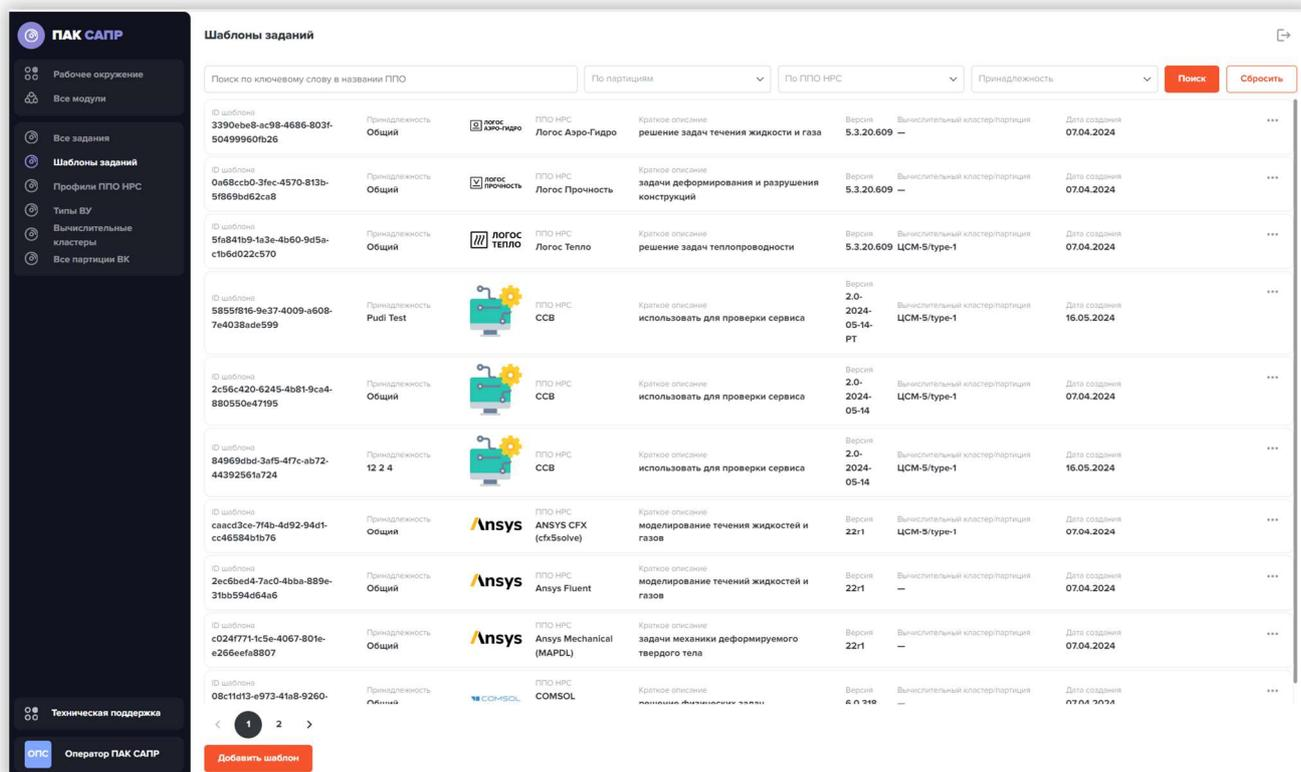 ПАК САПР
Рабочее окружение
Все модули
Все задания
Шаблоны заданий
Профили ППО НРС
Типы ВУ
Вычислительные
кластеры
Все партиции ВК
Техническая поддержка
ОПС Оператор ПАК САПР
Шаблоны заданий
Поиск по ключевому слову в названии ППО По партициям По ППО НРС Принадлежность Поиск Сбросить
ID шаблона
3390ebe8-ac98-4686-803f-
50499960fb26
Принадлежность
Общий
ЛОГОС
АЭРО-ГИДРО
ППО НРС
Логос Аэро-Гидро
Краткое описание
решение задач течения жидкости и газа
Версия
5.3.20.609
Вычислительный кластер/партиция
—
Дата создания
07.04.2024
ID шаблона
0a68ccb0-3fec-4570-813b-
5f869bd62ca8
Принадлежность
Общий
ЛОГОС
ПРОЧНОСТЬ
ППО НРС
Логос Прочность
Краткое описание
задачи деформирования и разрушения
конструкций
Версия
5.3.20.609
Вычислительный кластер/партиция
—
Дата создания
07.04.2024
ID шаблона
5fa841b9-1a3e-4b60-9d5a-
c1b6d022c570
Принадлежность
Общий
ЛОГОС
ТЕПЛО
ППО НРС
Логос Тепло
Краткое описание
решение задач теплопроводности
Версия
5.3.20.609
Вычислительный кластер/партиция
ЦСМ-5/type-1
Дата создания
07.04.2024
ID шаблона
5855f816-9e37-4009-a608-
7e4038ade599
Принадлежность
Pudi Test
ППО НРС
ССВ
Краткое описание
использовать для проверки сервиса
Версия
2.0-
2024-
05-14-
PT
Вычислительный кластер/партиция
ЦСМ-5/type-1
Дата создания
16.05.2024
ID шаблона
2c56c420-6245-4b81-9ca4-
880550e47195
Принадлежность
Общий
ППО НРС
ССВ
Краткое описание
использовать для проверки сервиса
Версия
2.0-
2024-
05-14
Вычислительный кластер/партиция
ЦСМ-5/type-1
Дата создания
07.04.2024
ID шаблона
84969dbd-3af5-4f7c-ab72-
44392561a724
Принадлежность
12 2 4
ППО НРС
ССВ
Краткое описание
использовать для проверки сервиса
Версия
2.0-
2024-
05-14
Вычислительный кластер/партиция
ЦСМ-5/type-1
Дата создания
16.05.2024
ID шаблона
caacd3ce-7f4b-4d92-94d1-
cc46584b1b76
Принадлежность
Общий
Ansys
ППО НРС
ANSYS CFX
(cfx5solve)
Краткое описание
моделирование течения жидкостей и
газов
Версия
22r1
Вычислительный кластер/партиция
ЦСМ-5/type-1
Дата создания
07.04.2024
ID шаблона
2ec6bed4-7ac0-4bba-889e-
31bb594d64a6
Принадлежность
Общий
Ansys
ППО НРС
Ansys Fluent
Краткое описание
моделирование течений жидкостей и
газов
Версия
22r1
Вычислительный кластер/партиция
—
Дата создания
07.04.2024
ID шаблона
c024f771-1c5e-4067-801e-
e266eefa8807
Принадлежность
Общий
Ansys
ППО НРС
Ansys Mechanical
(MAPDL)
Краткое описание
задачи механики деформируемого
твердого тела
Версия
22r1
Вычислительный кластер/партиция
—
Дата создания
07.04.2024
ID шаблона
08c11d13-e973-41a8-9260-
Принадлежность
Общий
COMSOL
ППО НРС
COMSOL
Краткое описание
решение физических задач
Версия
6.0.318
Вычислительный кластер/партиция
—
Дата создания
07.04.2024
1 2
Добавить шаблон